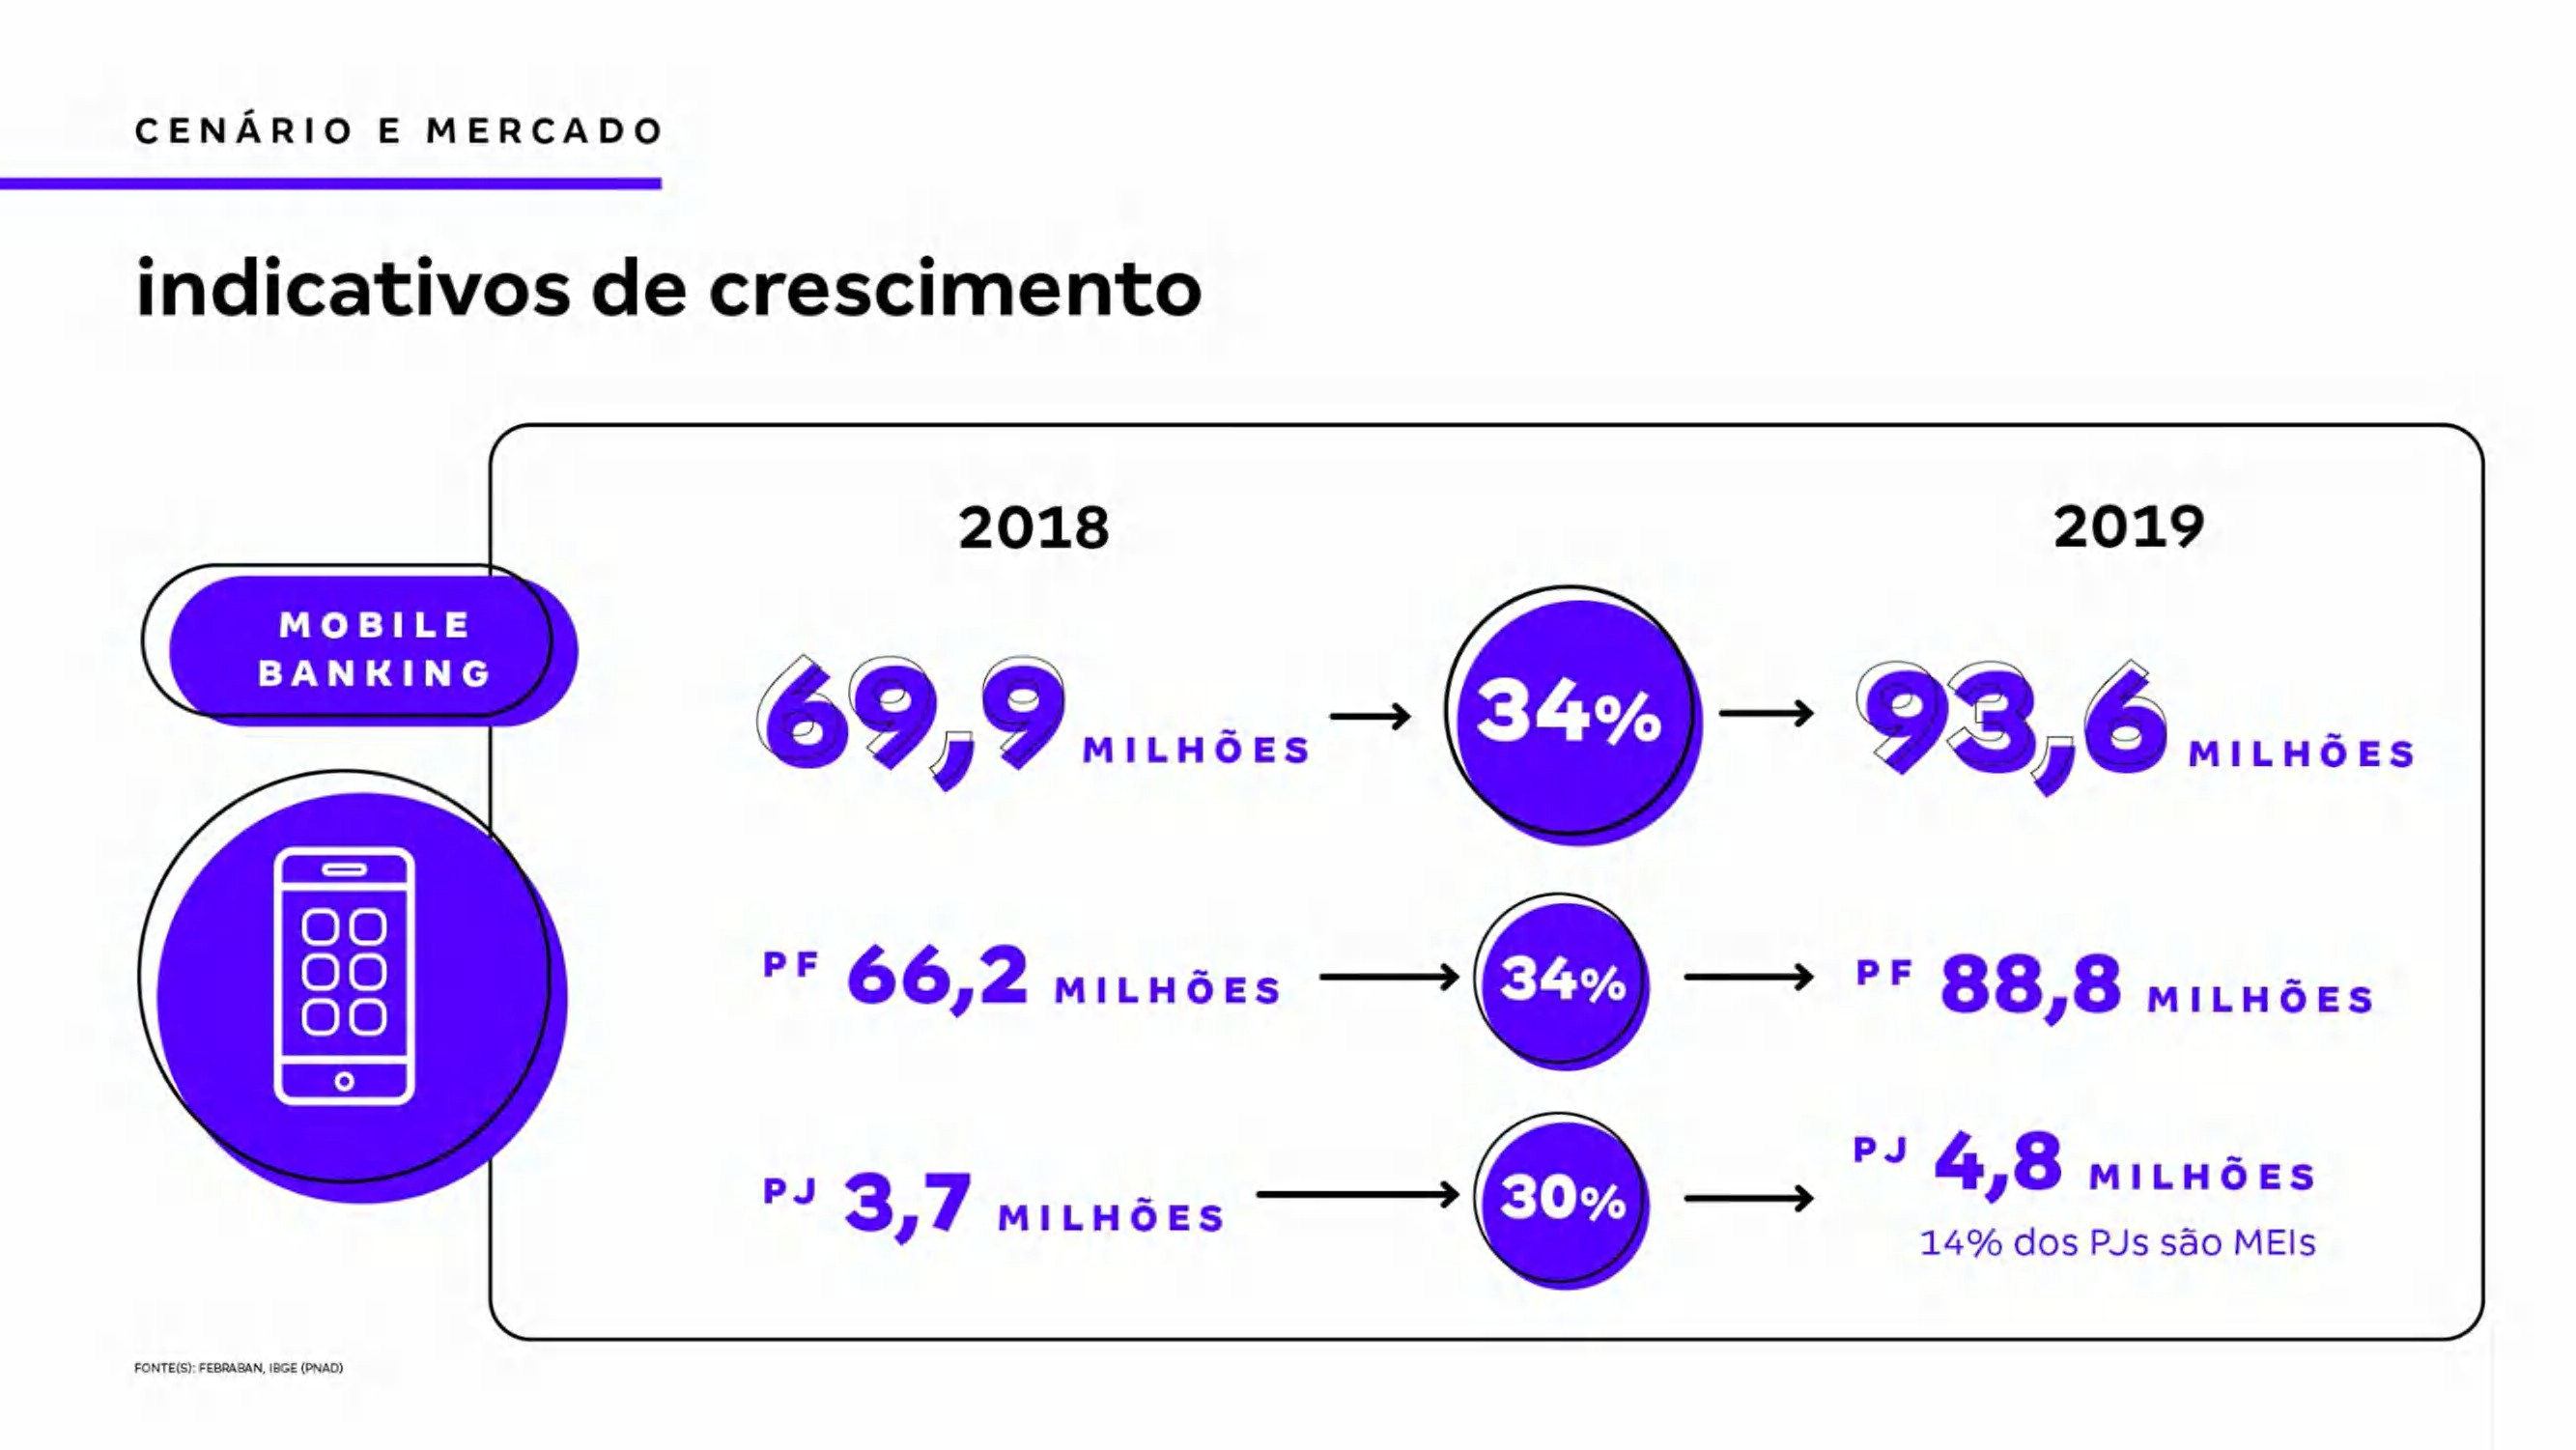 CENÁRIO E MERCADO
indicativos de crescimento
2018
2019
MOBILE
BANKING
69,9 MILHÕES
34%
93,6 MILHÕES
PF 66,2 MILHÕES
34%
PF 88,8 MILHÕES
PJ 3,7 MILHÕES
30%
PJ 4,8 MILHÕES
14% dos PJs são MEIs
FONTE(S): FEBRABAN, IBGE (PNAD)